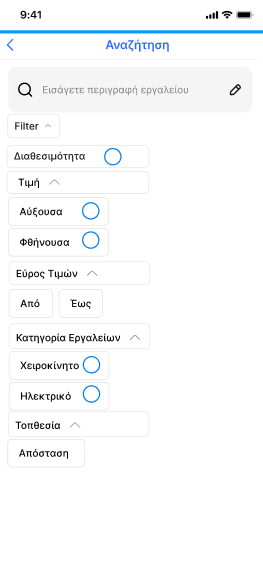 9:41
Αναζήτηση
Εισάγετε περιγραφή εργαλείου
Filter
Διαθεσιμότητα
Τιμή
Αύξουσα
Φθήνουσα
Εύρος Τιμών
Από Έως
Κατηγορία Εργαλείων
Χειροκίνητο
Ηλεκτρικό
Τοπθεσία
Απόσταση